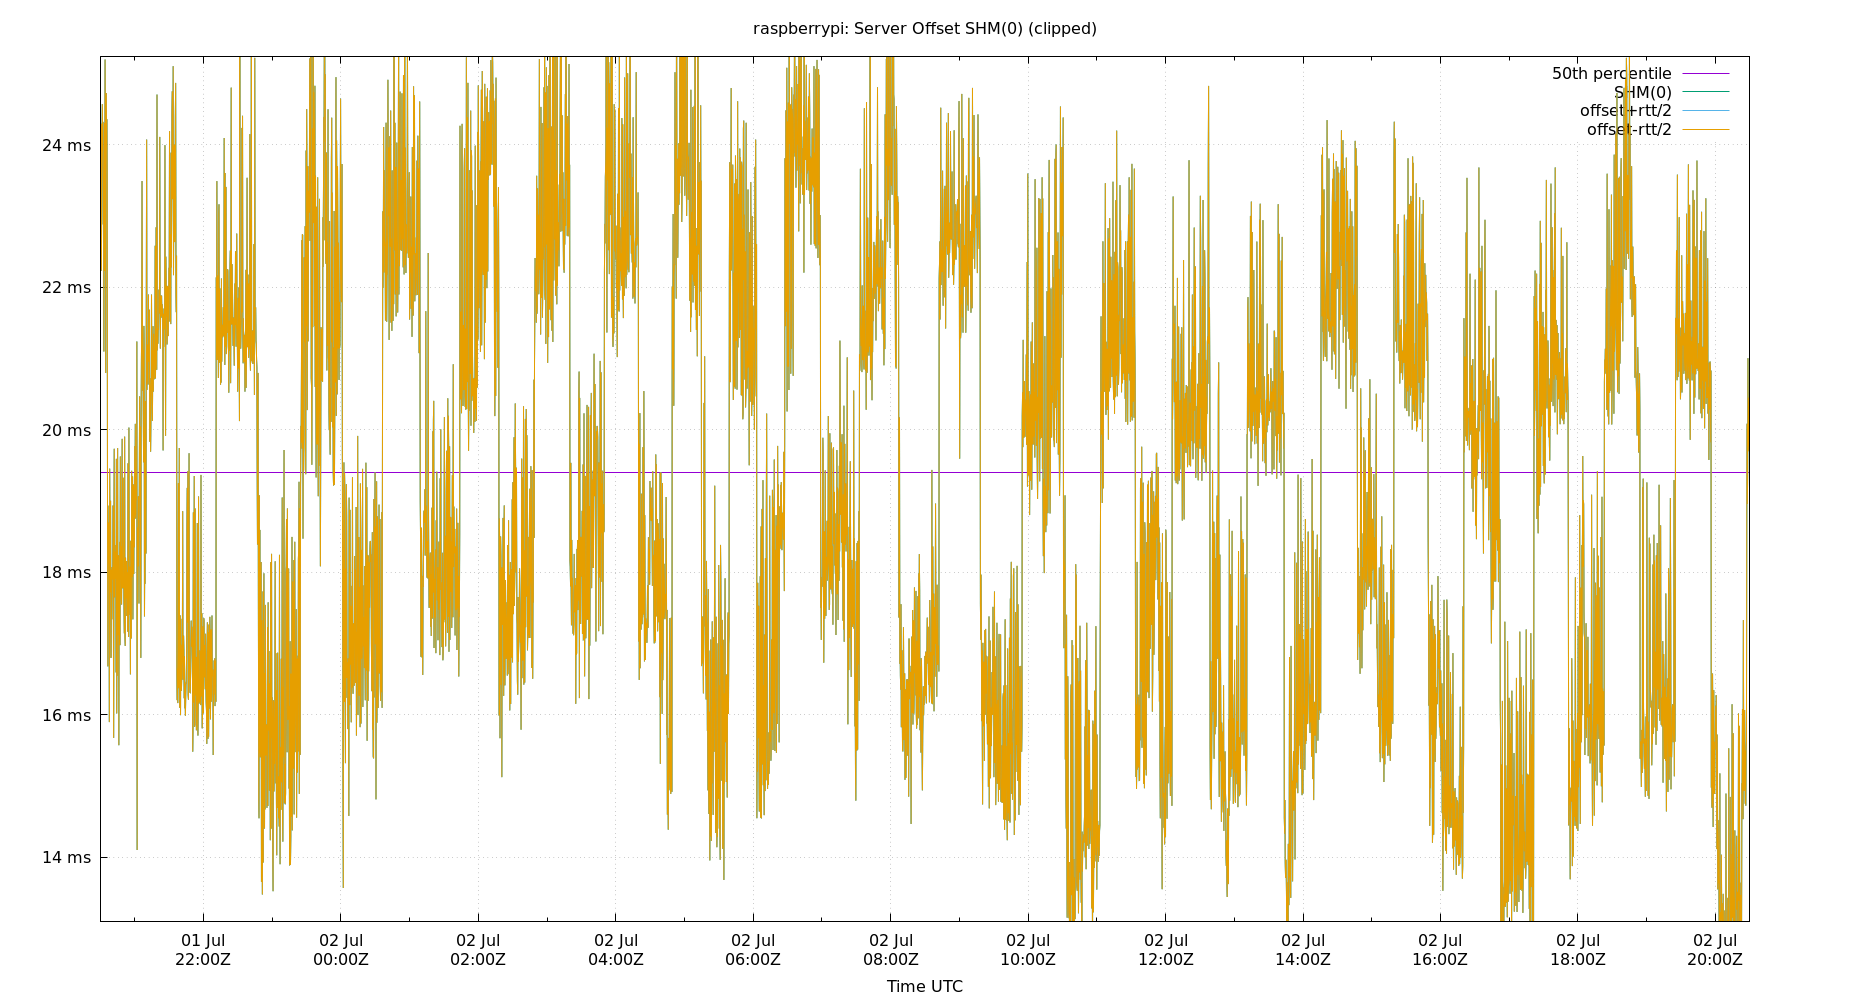 raspberrypi: Server Offset SHM(0) (clipped)
50th percentile
SHM(0)
offset+rtt/2
offset-rtt/2
24 ms
22 ms
20 ms
18 ms
16 ms
14 ms
01 Jul 02 Jul 02 Jul 02 Jul 02 Jul 02 Jul 02 Jul 02 Jul 02 Jul 02 Jul 02 Jul 02 Jul
22:00Z 00:00Z 02:00Z 04:00Z 06:00Z 08:00Z 10:00Z 12:00Z 14:00Z 16:00Z 18:00Z 20:00Z
Time UTC